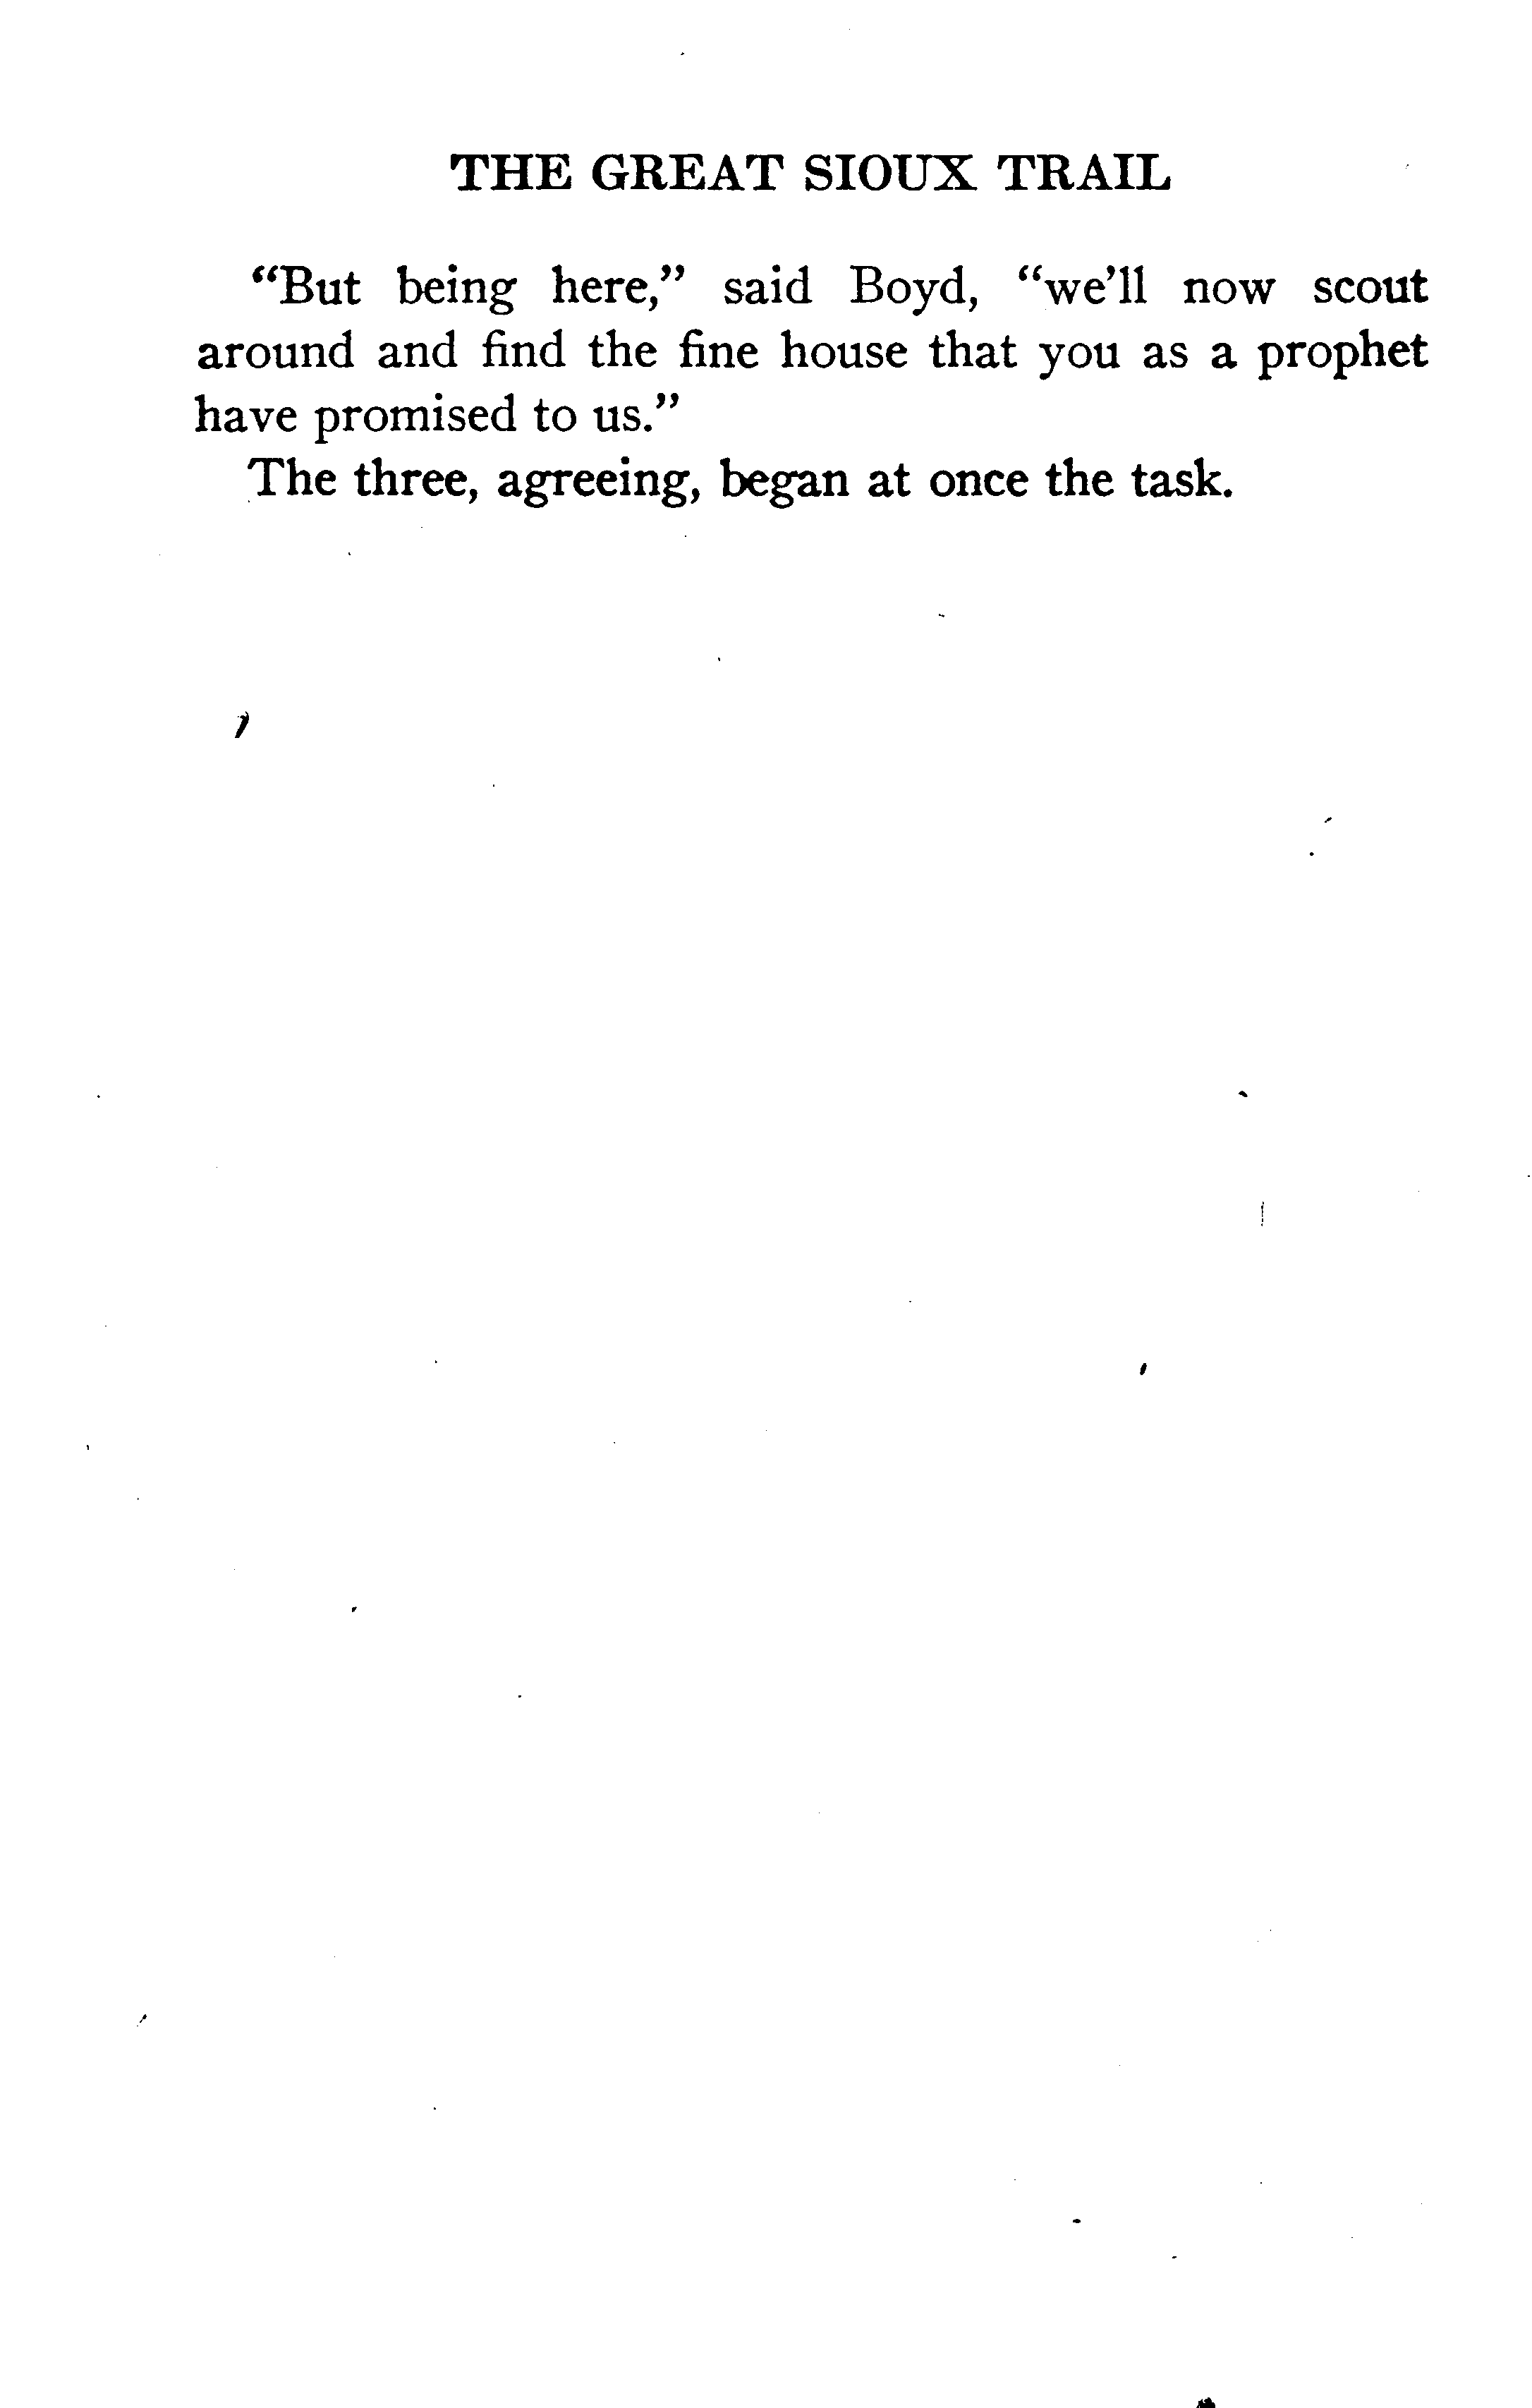 THE GREAT SIOUX TRAIL
“But being here,” said Boyd, “we’ll now scout
around and find the fine house that you as a prophet
have promised to us.”
The three, agreeing, began at once the task.